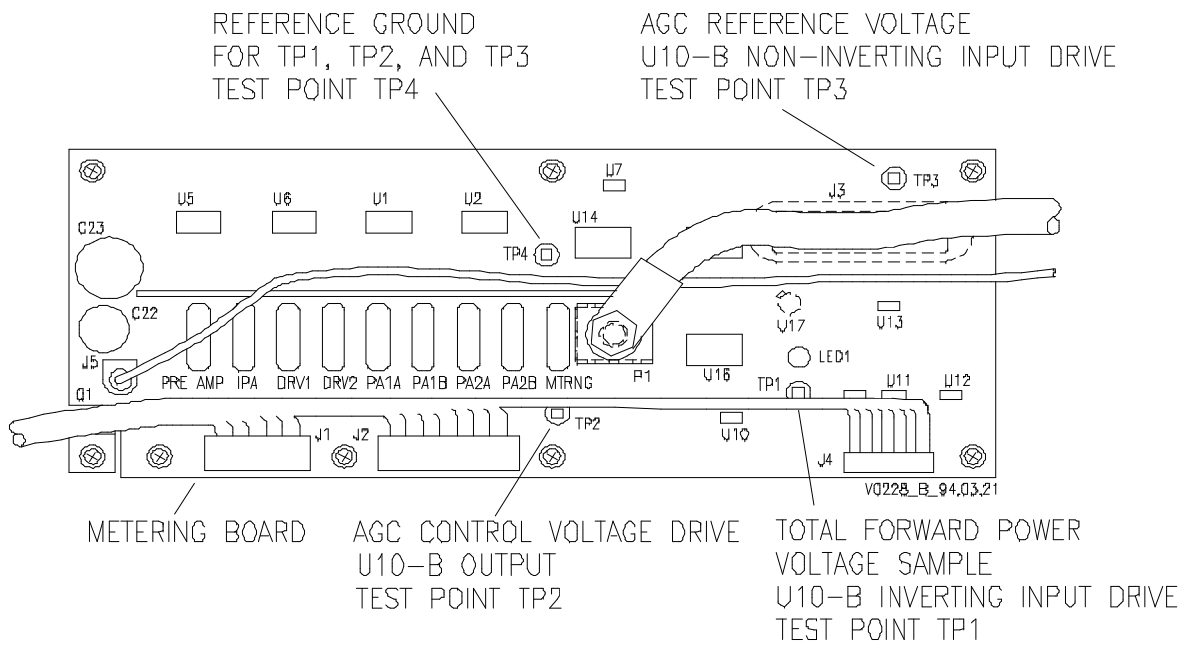 REFERENCE GROUND
FOR TP1, TP2, AND TP3
TEST POINT TP4
AGC REFERENCE VOLTAGE
U10-B NON-INVERTING INPUT DRIVE
TEST POINT TP3
U7
TP3
J3
U5
U6
U1
U2
U14
C23
TP4
C22
U17
U13
J5
P1
U16
LED1
Q1
PRE AMP IPA DRV1 DRV2 PA1A PA1B PA2A PA2B MTRNG
TP1
U11
U12
TP2
U10
J1
J2
J4
V0228_B_94.03.21
METERING BOARD
AGC CONTROL VOLTAGE DRIVE
U10-B OUTPUT
TEST POINT TP2
TOTAL FORWARD POWER
VOLTAGE SAMPLE
U10-B INVERTING INPUT DRIVE
TEST POINT TP1